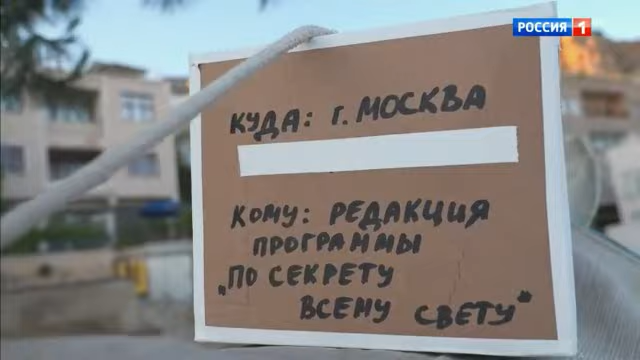 РОССИЯ 1
КУДА: Г. МОСКВА
КОМУ: РЕДАКЦИЯ
ПРОГРАММЫ
„ПО СЕКРЕТУ
ВСЕМУ СВЕТУ"